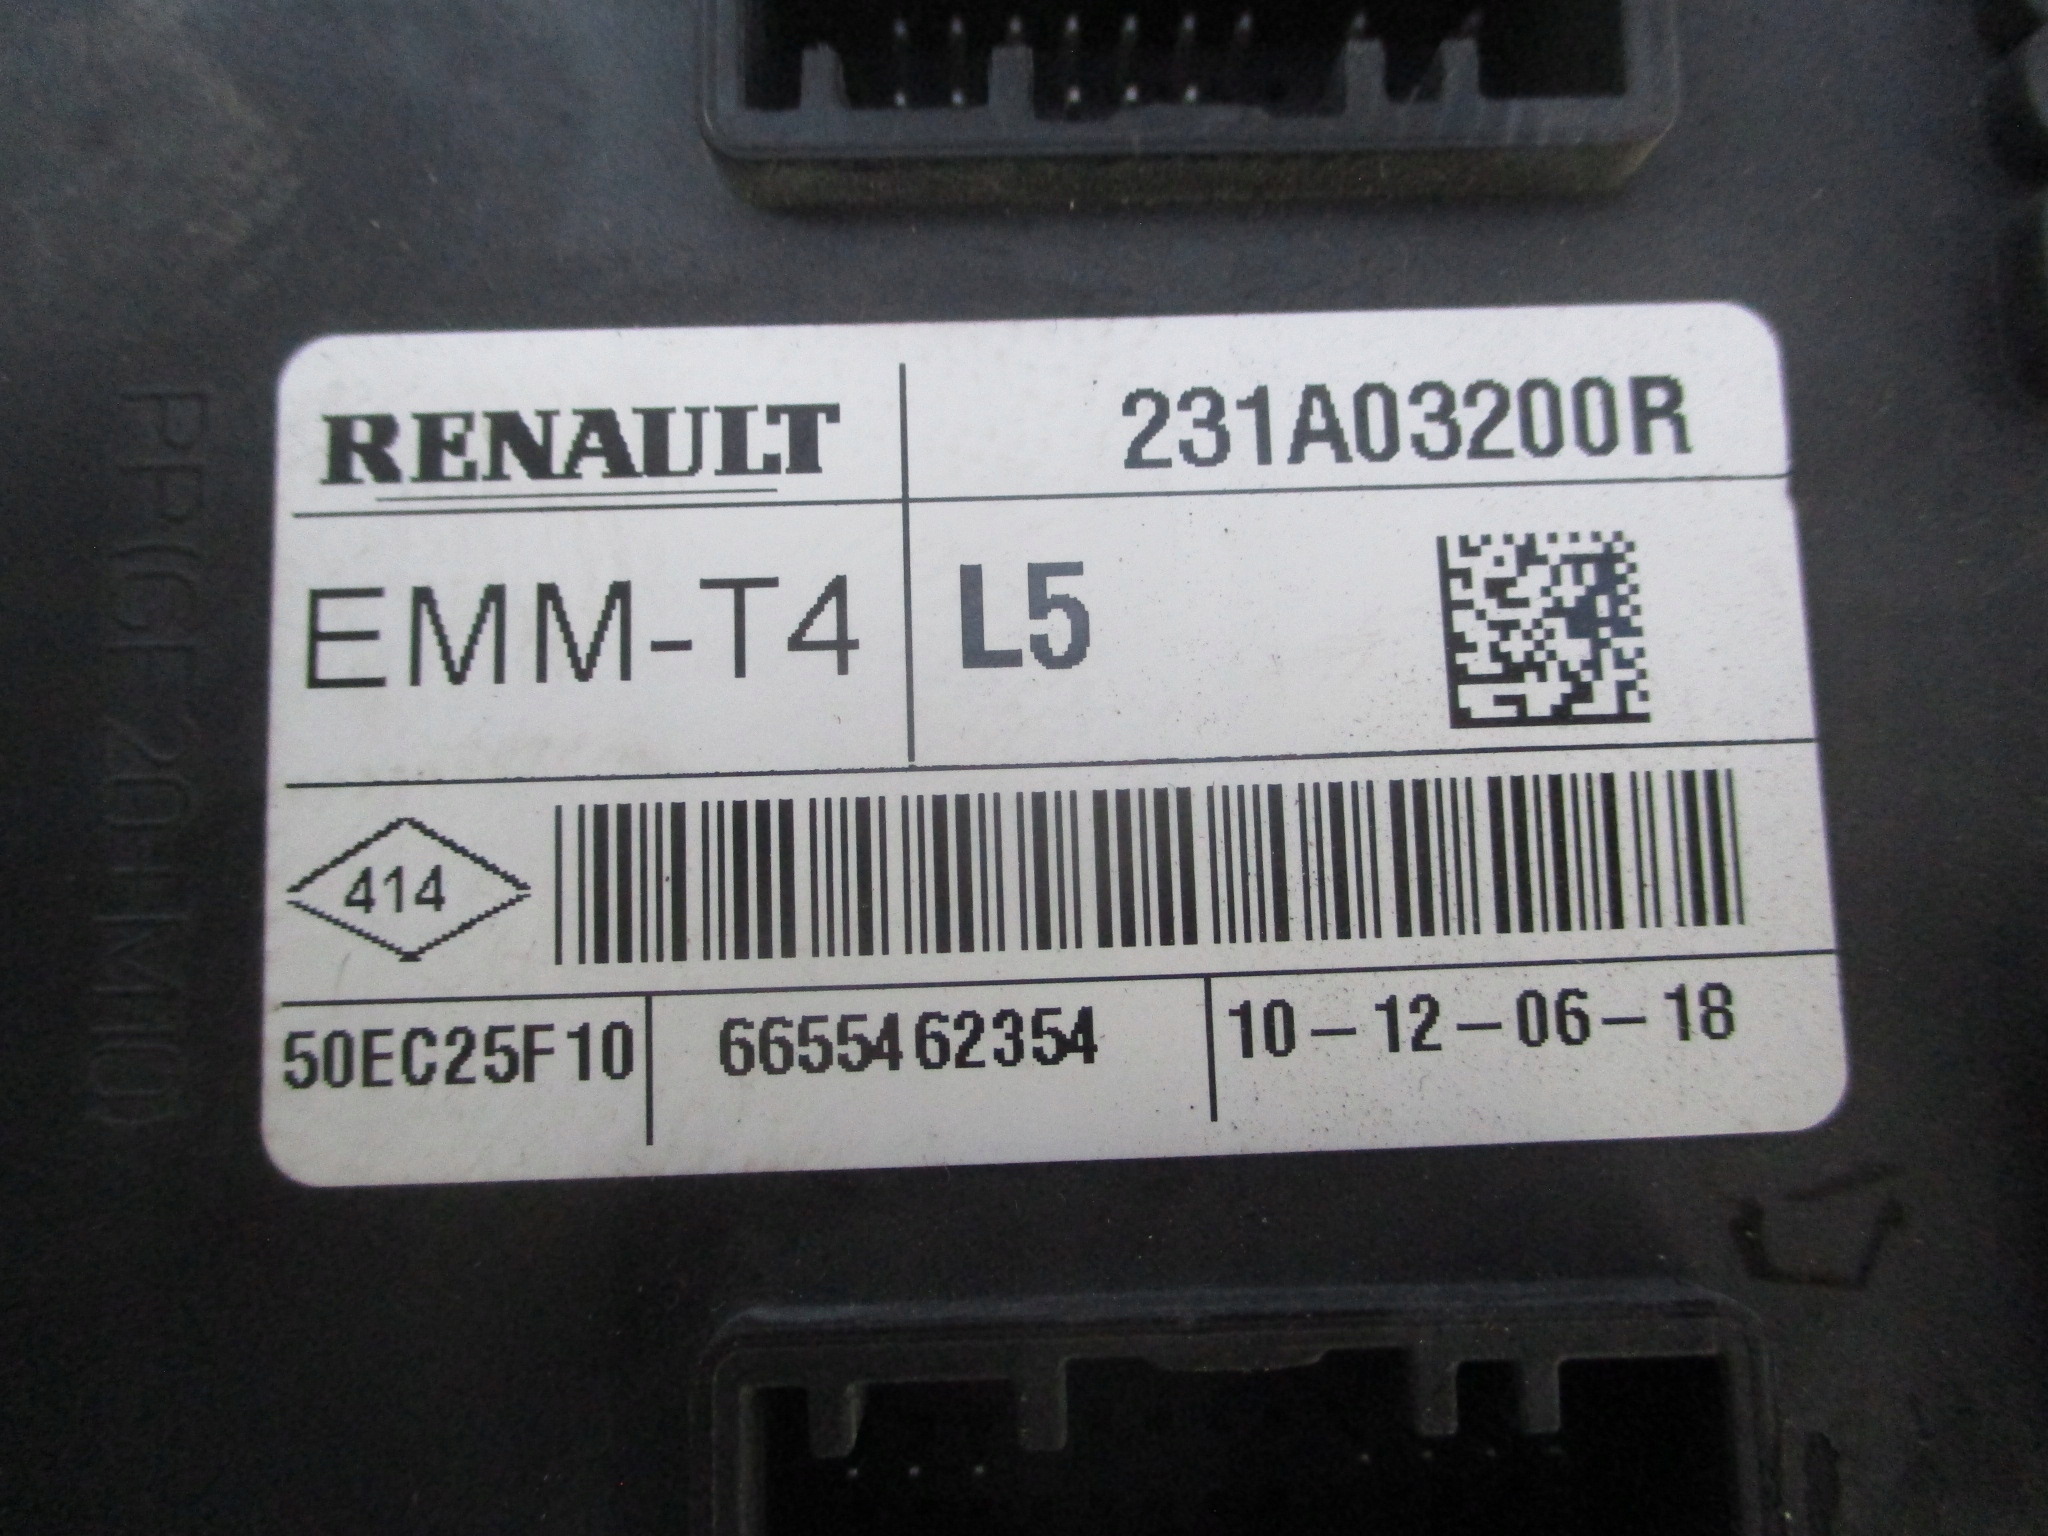 RENAULT 231A03200R
EMM-T4 L5
414
50EC25F10 6655462354 10-12-06-18